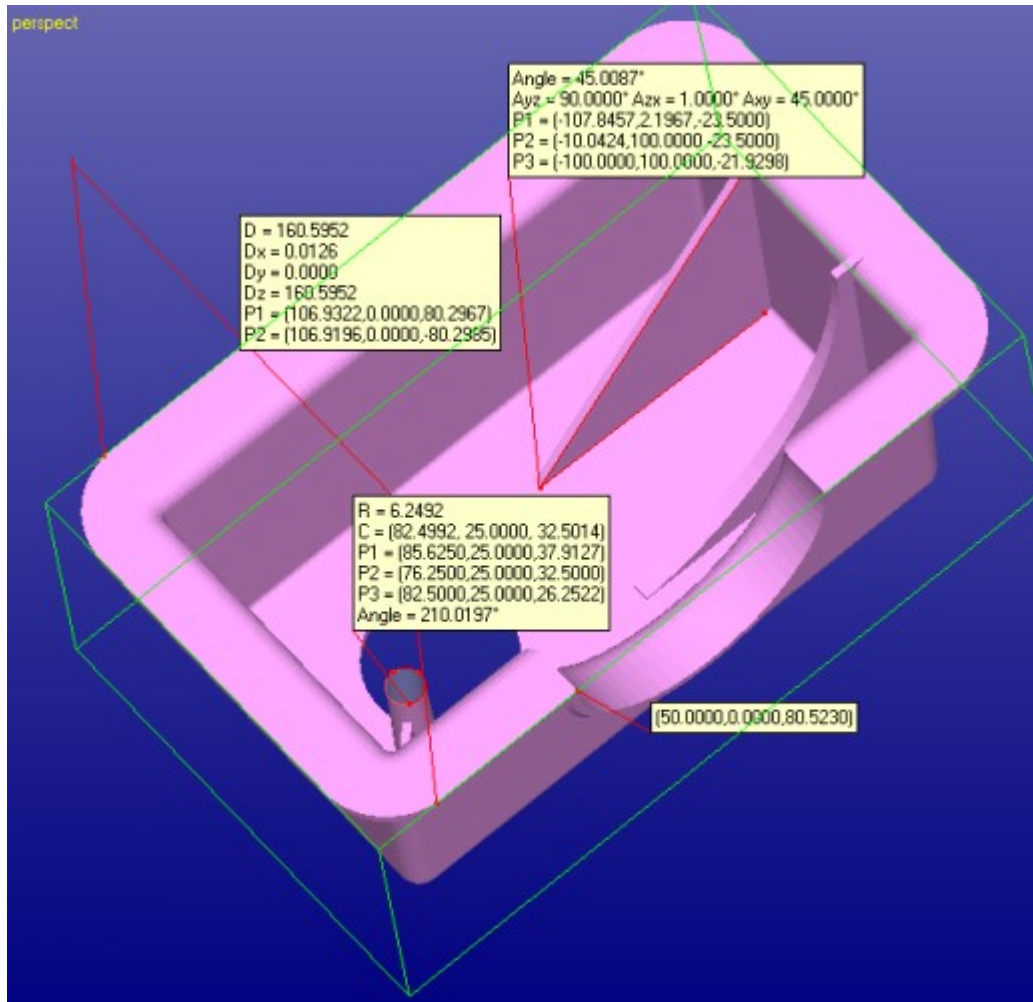 perspect
Angle = 45.0087°
Ayz = 90.0000° Azx = 1.0000° Axy = 45.0000°
P1 = (-107.8457,2.1967,-23.5000)
P2 = (-10.0424,100.0000,-23.5000)
P3 = (-100.0000,100.0000,-21.9298)
D = 160.5952
Dx = 0.0126
Dy = 0.0000
Dz = 160.5952
P1 = (106.9322,0.0000,80.2967)
P2 = (106.9196,0.0000,-80.2985)
R = 6.2492
C = (82.4992, 25.0000, 32.5014)
P1 = (85.6250,25.0000,37.9127)
P2 = (76.2500,25.0000,32.5000)
P3 = (82.5000,25.0000,26.2522)
Angle = 210.0197°
(50.0000,0.0000,80.5230)